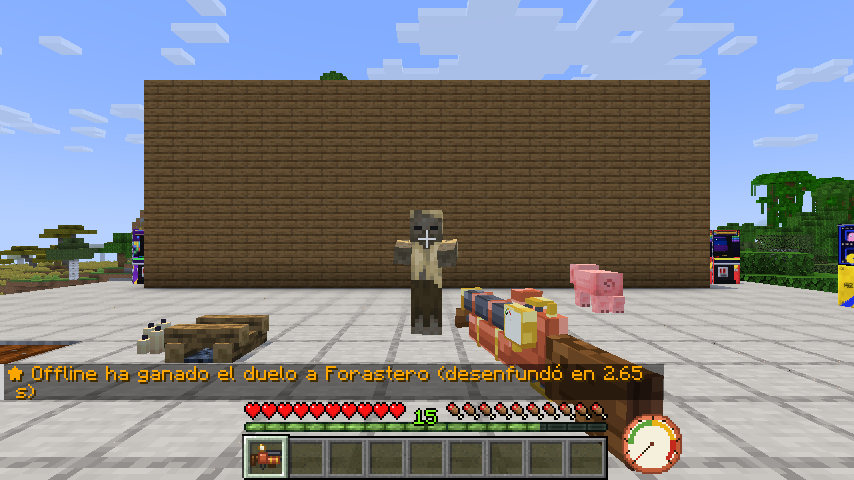 ★ Offline ha ganado el duelo a Forastero (desenfundó en 2.65
s)
15